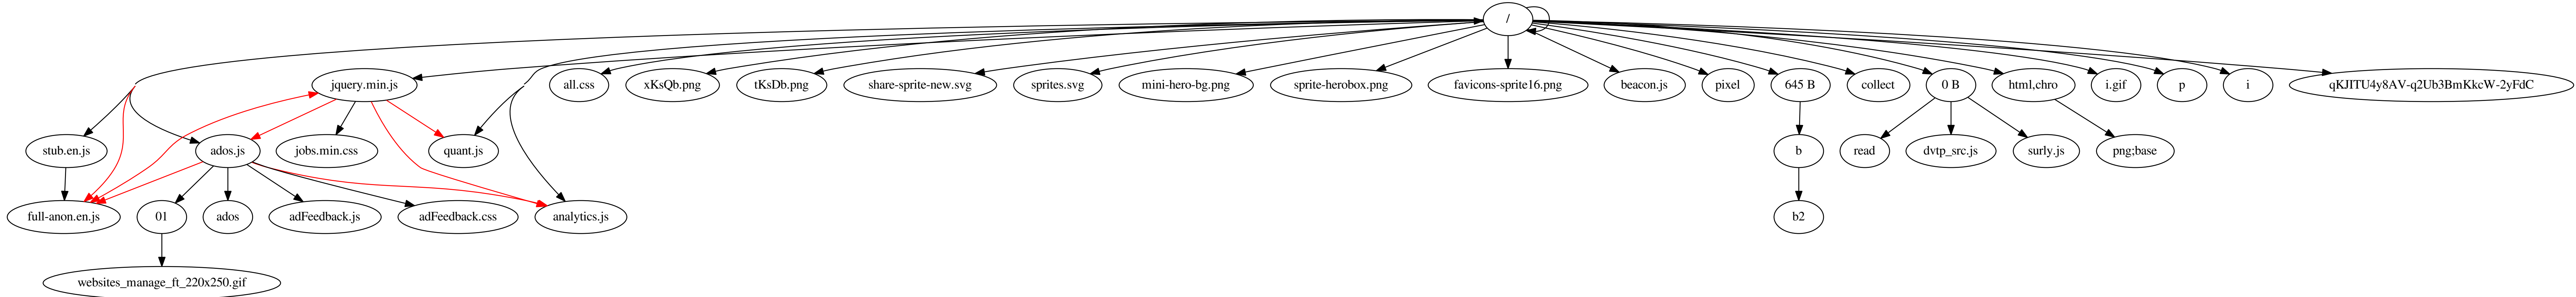 /
jquery.min.js
all.css
xKsQb.png
tKsDb.png
share-sprite-new.svg
sprites.svg
mini-hero-bg.png
sprite-herobox.png
favicons-sprite16.png
beacon.js
pixel
645 B
collect
0 B
html,chro
i.gif
p
i
qKJITU4y8AV-q2Ub3BmKkcW-2yFdC
stub.en.js
ados.js
jobs.min.css
quant.js
b
read
dvtp_src.js
surly.js
png;base
full-anon.en.js
01
ados
adFeedback.js
adFeedback.css
analytics.js
b2
websites_manage_ft_220x250.gif